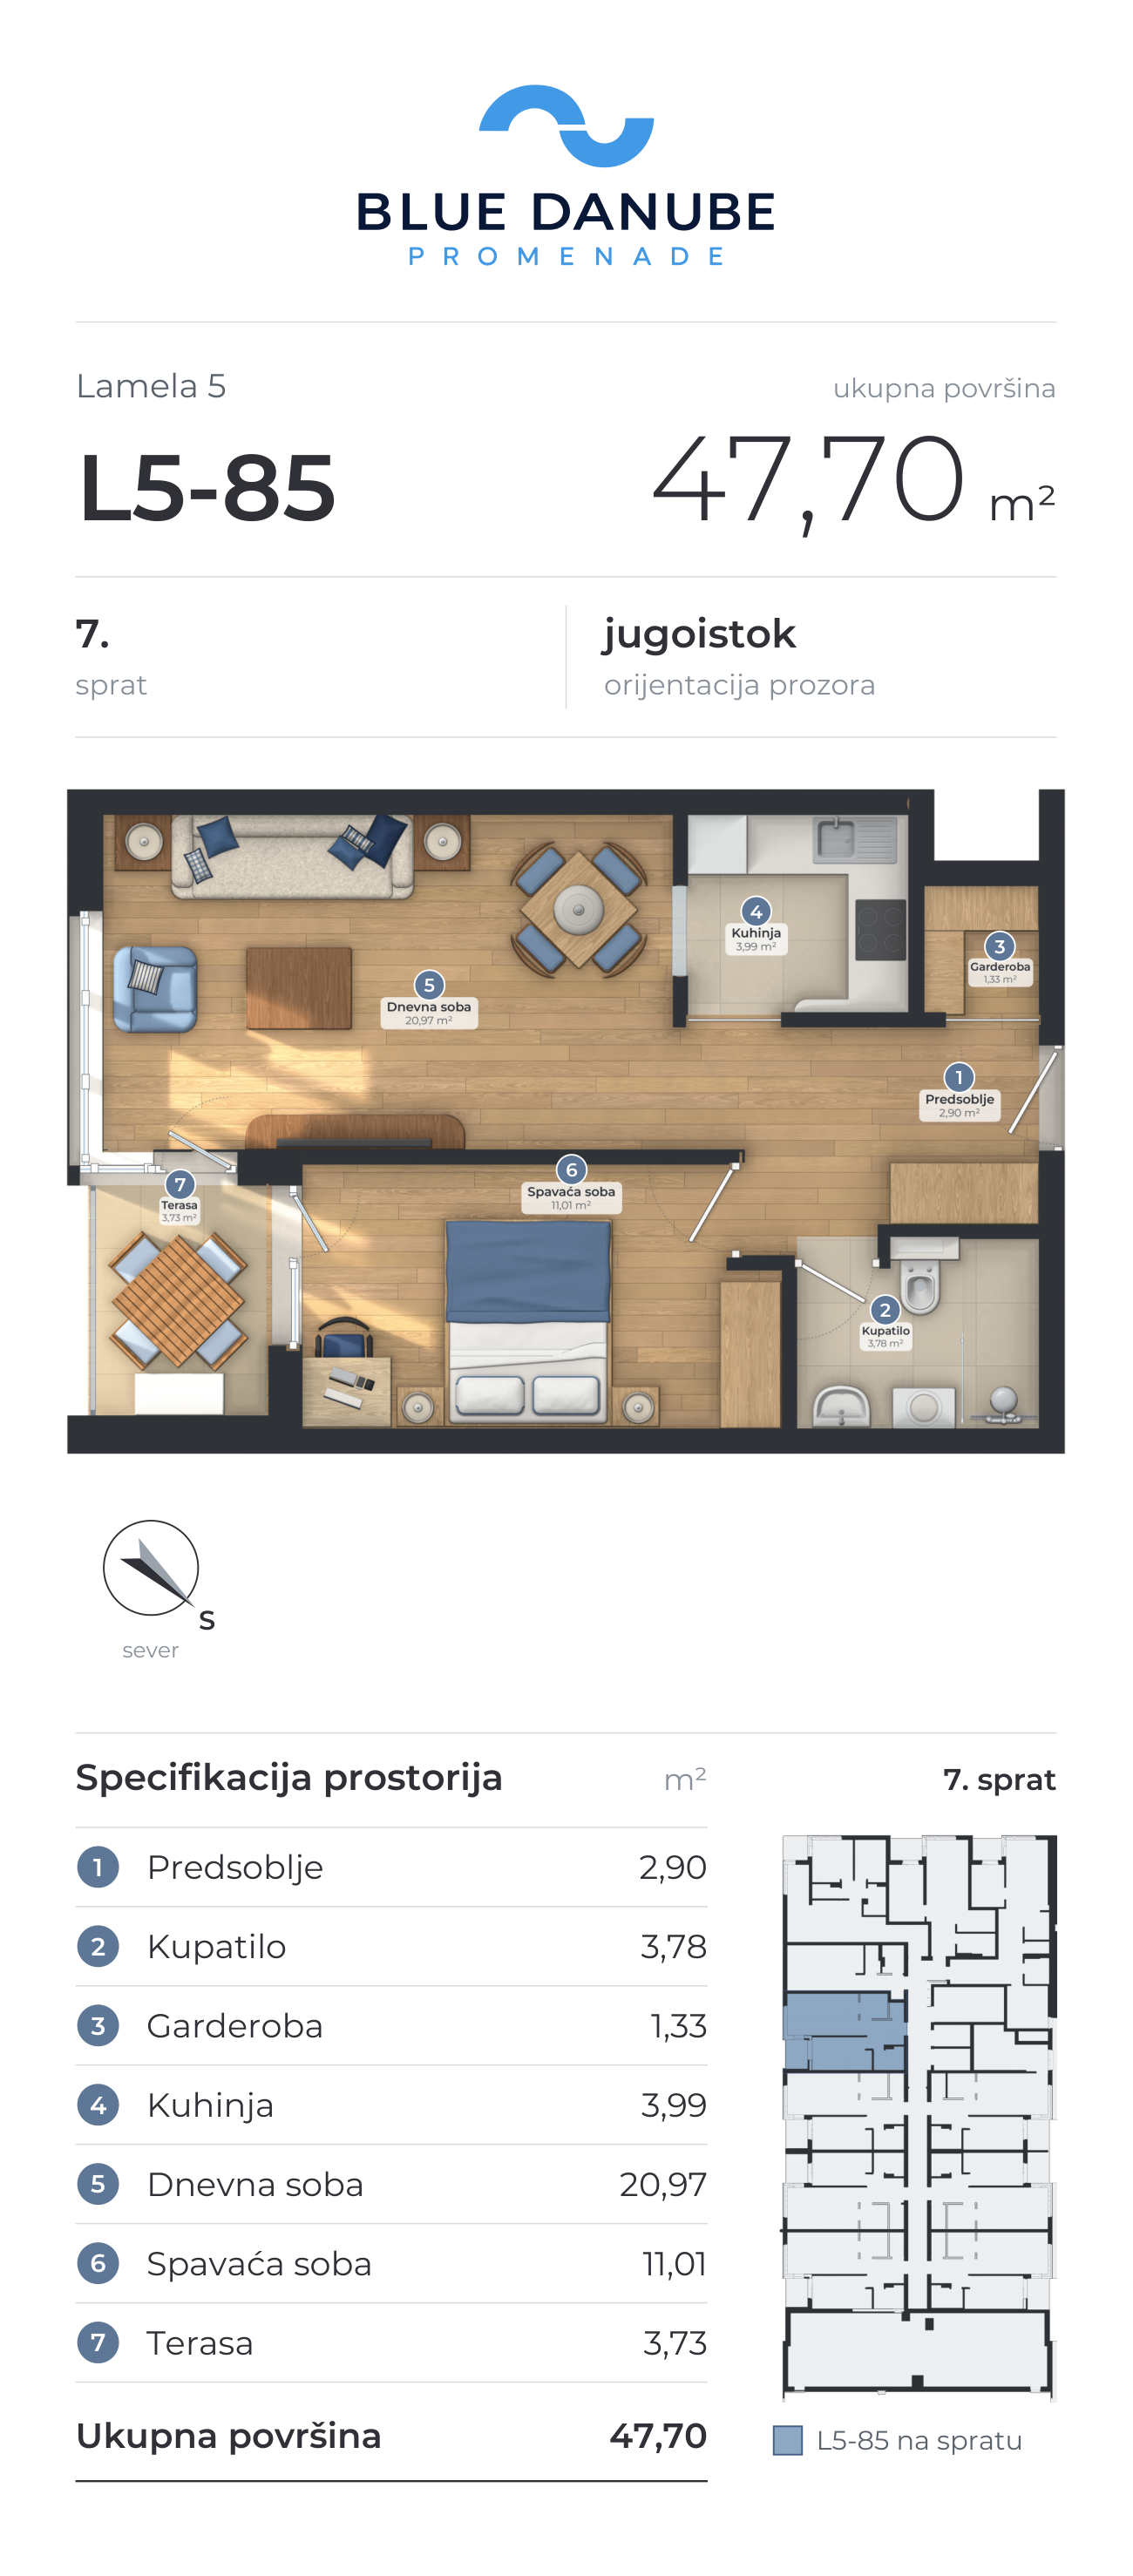 BLUE DANUBE
PROMENADE
Lamela 5
ukupna površina
L5-85
47,70 m²
7.
sprat
jugoistok
orijentacija prozora
4
Kuhinja
3,99 m²
3
Garderoba
1,33 m²
5
Dnevna soba
20,97 m²
1
Predsoblje
2,90 m²
7
Terasa
3,73 m²
6
Spavaća soba
11,01 m²
2
Kupatilo
3,78 m²
S
sever
Specifikacija prostorija m²
7. sprat
1 Predsoblje 2,90
2 Kupatilo 3,78
3 Garderoba 1,33
4 Kuhinja 3,99
5 Dnevna soba 20,97
6 Spavaća soba 11,01
7 Terasa 3,73
Ukupna površina 47,70
L5-85 na spratu